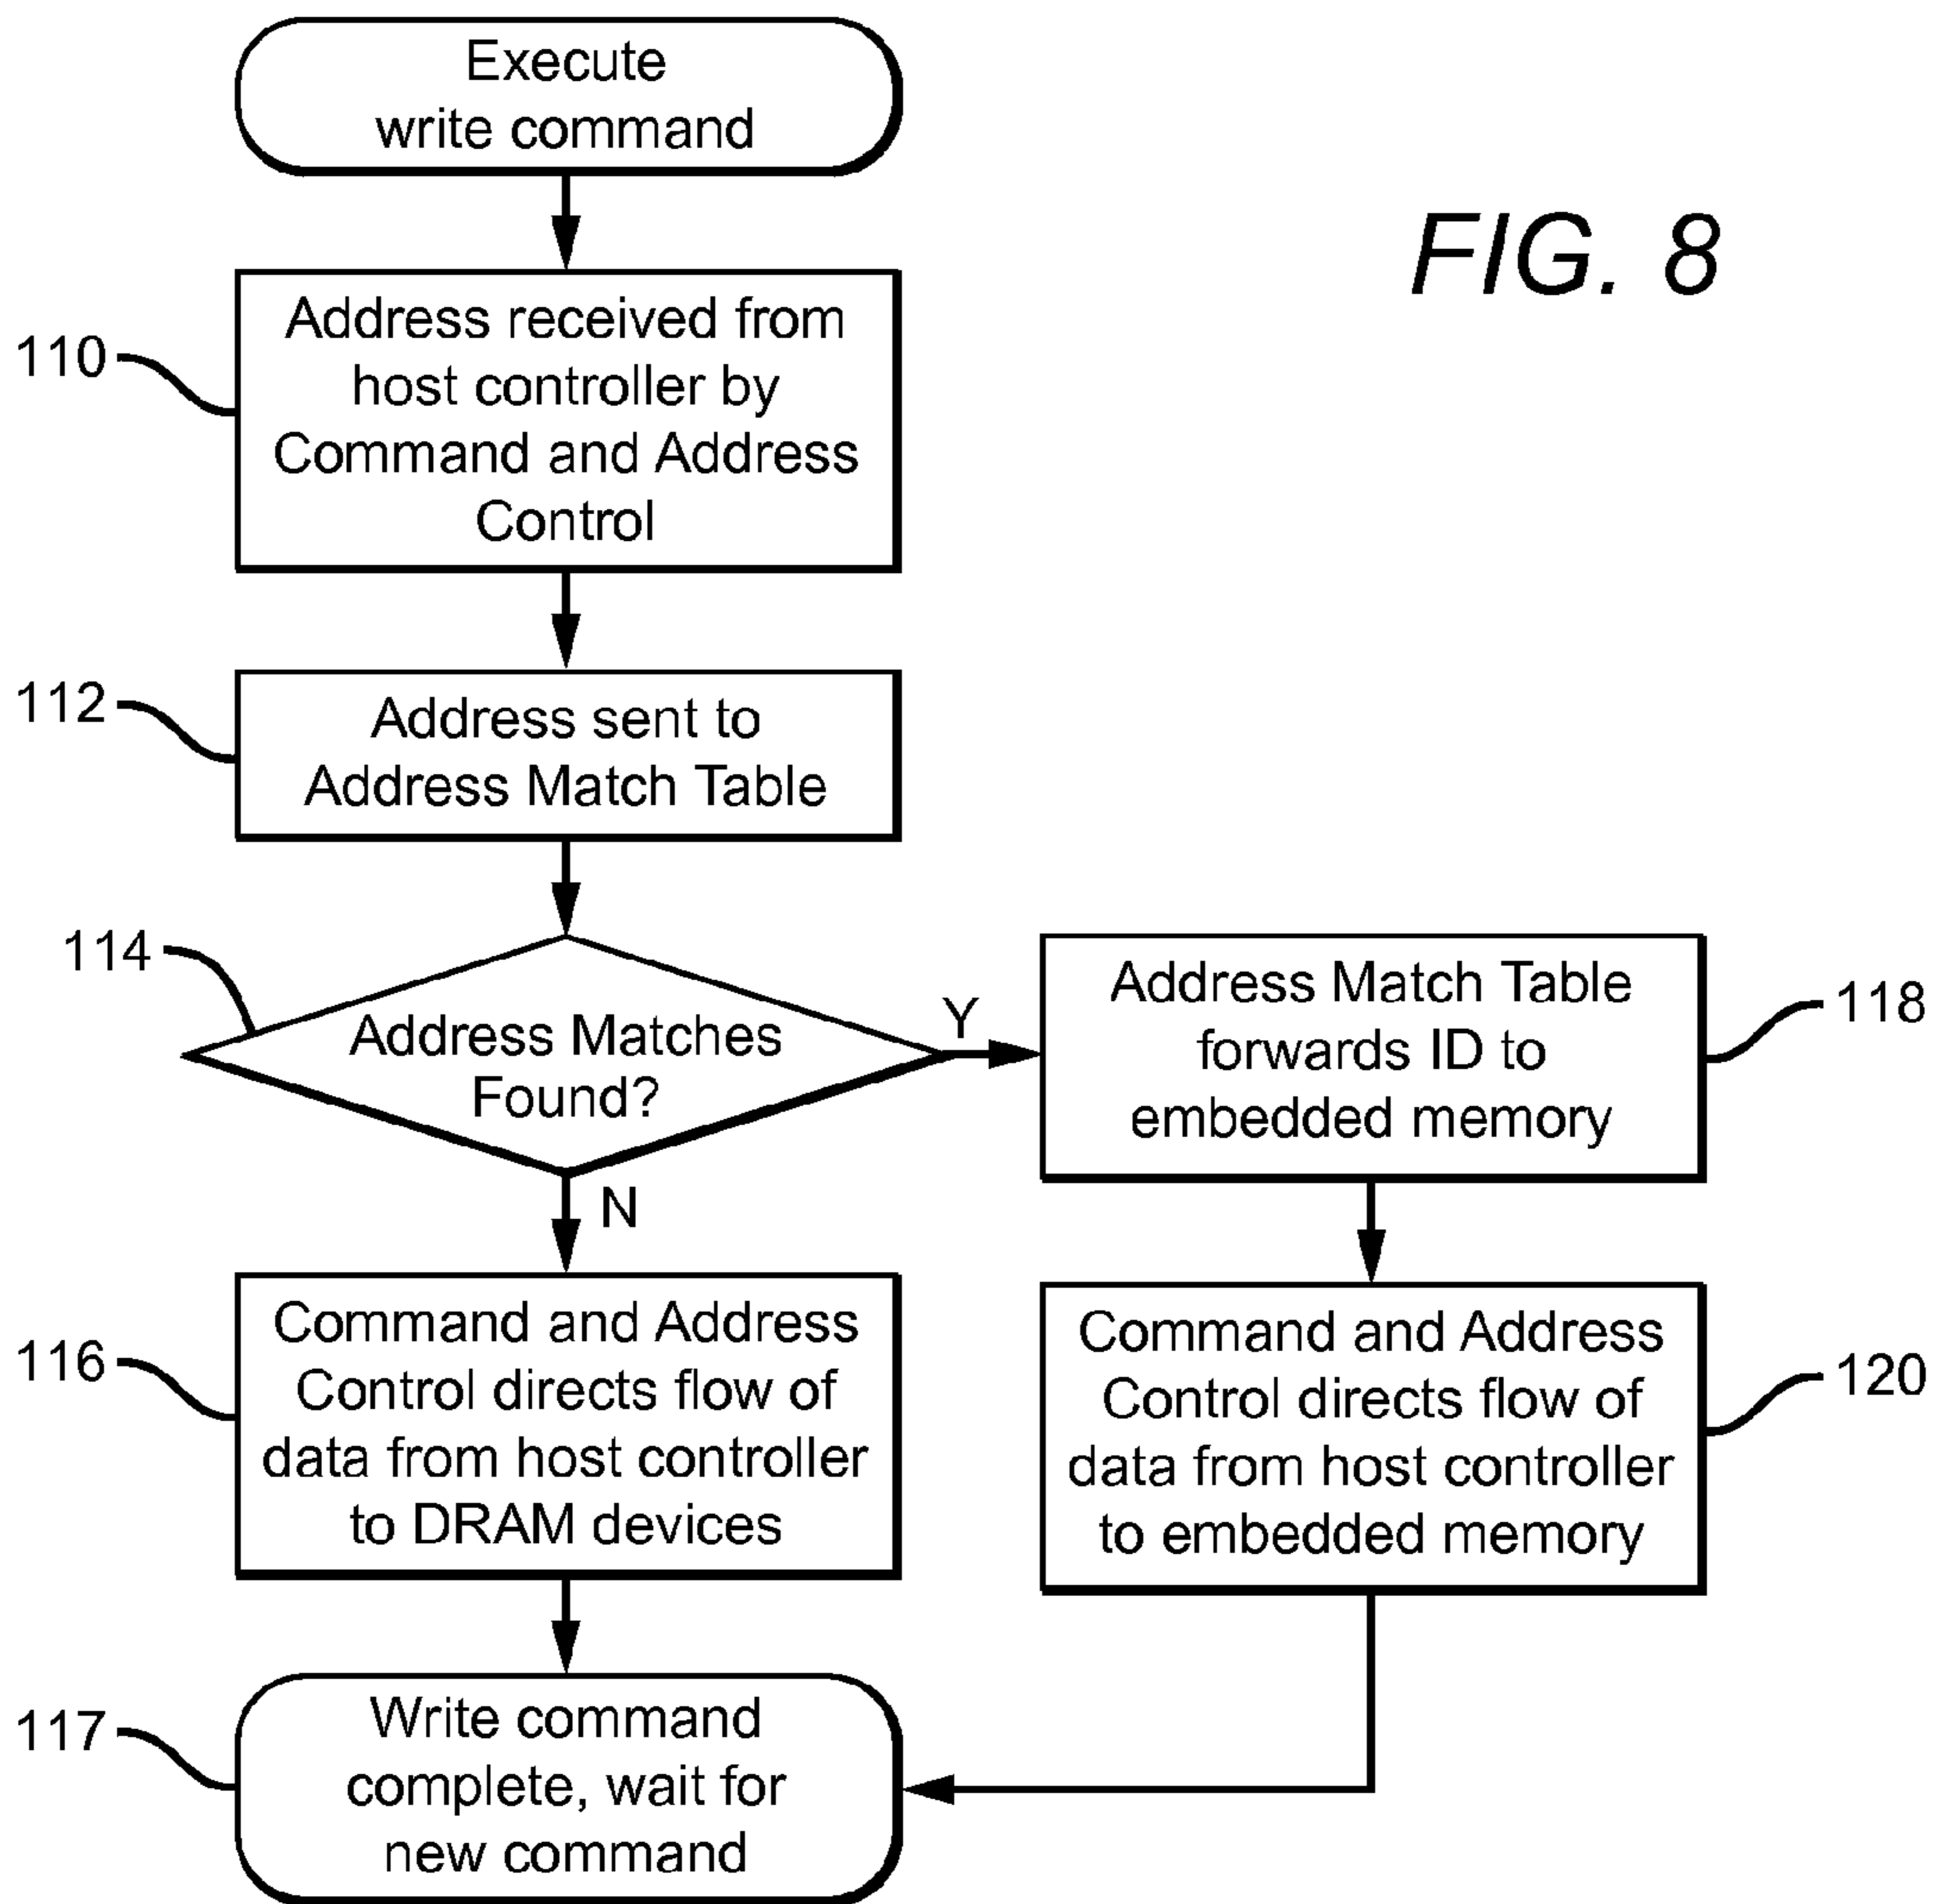 Execute
write command
FIG. 8
110
Address received from
host controller by
Command and Address
Control
112
Address sent to
Address Match Table
114
Address Matches
Found?
Y
N
Address Match Table
forwards ID to
embedded memory
118
116
Command and Address
Control directs flow of
data from host controller
to DRAM devices
Command and Address
Control directs flow of
data from host controller
to embedded memory
120
117
Write command
complete, wait for
new command